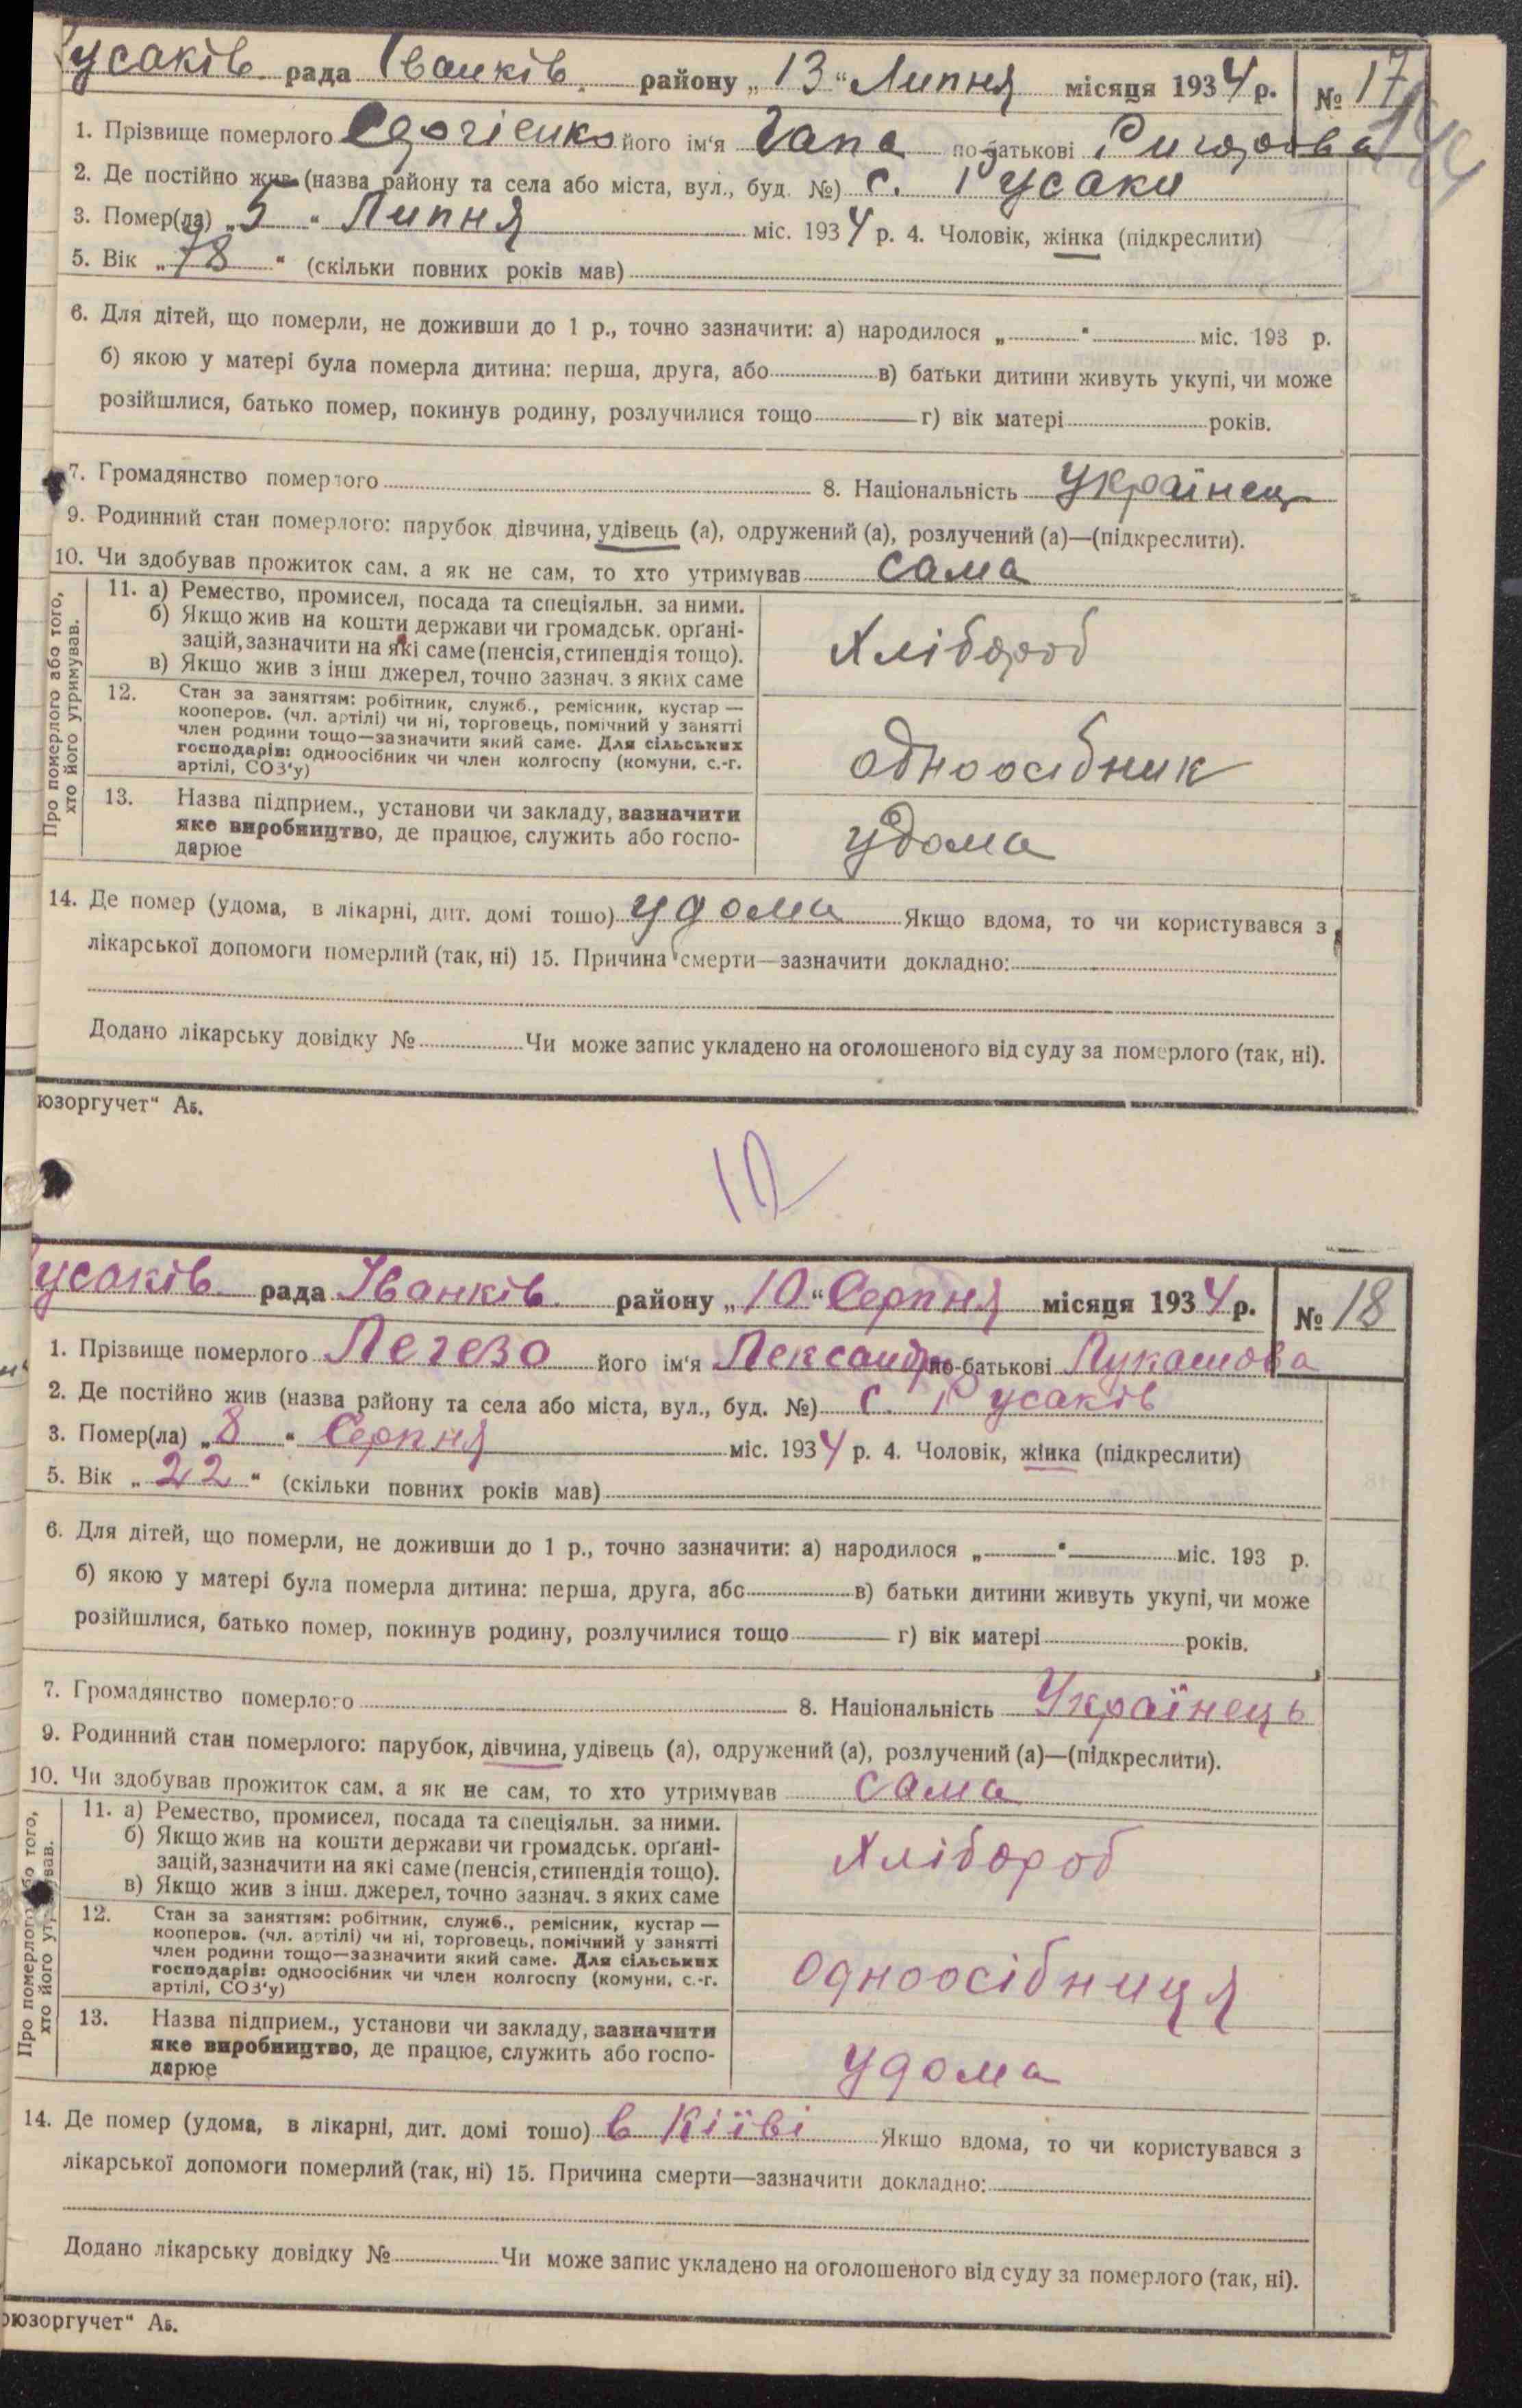 усаків. рада Іванків. району „13“ Липня місяця 1934 р. № 17
1. Прізвище померлого його ім'я Гапа по-батькові
2. Де постійно жив (назва району та села або міста, вул., буд. №) с. Русаки
3. Помер(ла) „5“ Липня міс. 1934 р. 4. Чоловік, жінка (підкреслити)
5. Вік „78“ (скільки повних років мав)
6. Для дітей, що померли, не доживши до 1 р., точно зазначити: а) народилося „ “ міс. 193 р.
б) якою у матері була померла дитина: перша, друга, або в) батьки дитини живуть укупі, чи може
розійшлися, батько помер, покинув родину, розлучилися тощо г) вік матері років.
7. Громадянство померлого 8. Національність Українец
9. Родинний стан померлого: парубок дівчина, удівець (а), одружений (а), розлучений (а)—(підкреслити).
10. Чи здобував прожиток сам, а як не сам, то хто утримував сама
Про померлого або того, хто його утримував.
11. а) Ремество, промисел, посада та спеціяльн. за ними.
б) Якщо жив на кошти держави чи громадськ. орґані-
зацій, зазначити на які саме (пенсія, стипендія тощо).
в) Якщо жив з інш джерел, точно зазнач. з яких саме
Хлібороб
12. Стан за заняттям: робітник, служб., ремісник, кустар —
кооперов. (чл. артілі) чи ні, торговець, помічний у занятті
член родини тощо—зазначити який саме. Для сільських
господарів: одноосібник чи член колгоспу (комуни, с.-г.
артілі, СОЗ'у)
одноосібник
13. Назва підприєм., установи чи закладу, зазначити
яке виробництво, де працює, служить або госпо-
дарює
удома
14. Де помер (удома, в лікарні, дит. домі тошо) удома Якщо вдома, то чи користувався з
лікарської допомоги померлий (так, ні) 15. Причина смерти—зазначити докладно:
Додано лікарську довідку № Чи може запис укладено на оголошеного від суду за померлого (так, ні).
юзоргучет“ А5.
усаків. рада Іванків. району „10“ Серпня місяця 1934 р. № 18
1. Прізвище померлого Легезо його ім'я Лександра по-батькові Лукашова
2. Де постійно жив (назва району та села або міста, вул., буд. №) с. Русаків
3. Помер(ла) „8“ Серпня міс. 1934 р. 4. Чоловік, жінка (підкреслити)
5. Вік „22“ (скільки повних років мав)
6. Для дітей, що померли, не доживши до 1 р., точно зазначити: а) народилося „ “ міс. 193 р.
б) якою у матері була померла дитина: перша, друга, або в) батьки дитини живуть укупі, чи може
розійшлися, батько помер, покинув родину, розлучилися тощо г) вік матері років.
7. Громадянство померлого 8. Національність Українець
9. Родинний стан померлого: парубок, дівчина, удівець (а), одружений (а), розлучений (а)—(підкреслити).
10. Чи здобував прожиток сам, а як не сам, то хто утримував сама
Про померлого або того, хто його утримував.
11. а) Ремество, промисел, посада та спеціяльн. за ними.
б) Якщо жив на кошти держави чи громадськ. орґані-
зацій, зазначити на які саме (пенсія, стипендія тощо).
в) Якщо жив з інш. джерел, точно зазнач. з яких саме
Хлібороб
12. Стан за заняттям: робітник, служб., ремісник, кустар —
кооперов. (чл. артілі) чи ні, торговець, помічний у занятті
член родини тощо—зазначити який саме. Для сільських
господарів: одноосібник чи член колгоспу (комуни, с.-г.
артілі, СОЗ'у)
одноосібниця
13. Назва підприєм., установи чи закладу, зазначити
яке виробництво, де працює, служить або госпо-
дарює
удома
14. Де помер (удома, в лікарні, дит. домі тошо) в Кіїві Якщо вдома, то чи користувався з
лікарської допомоги померлий (так, ні) 15. Причина смерти—зазначити докладно:
Додано лікарську довідку № Чи може запис укладено на оголошеного від суду за померлого (так, ні).
юзоргучет“ А5.